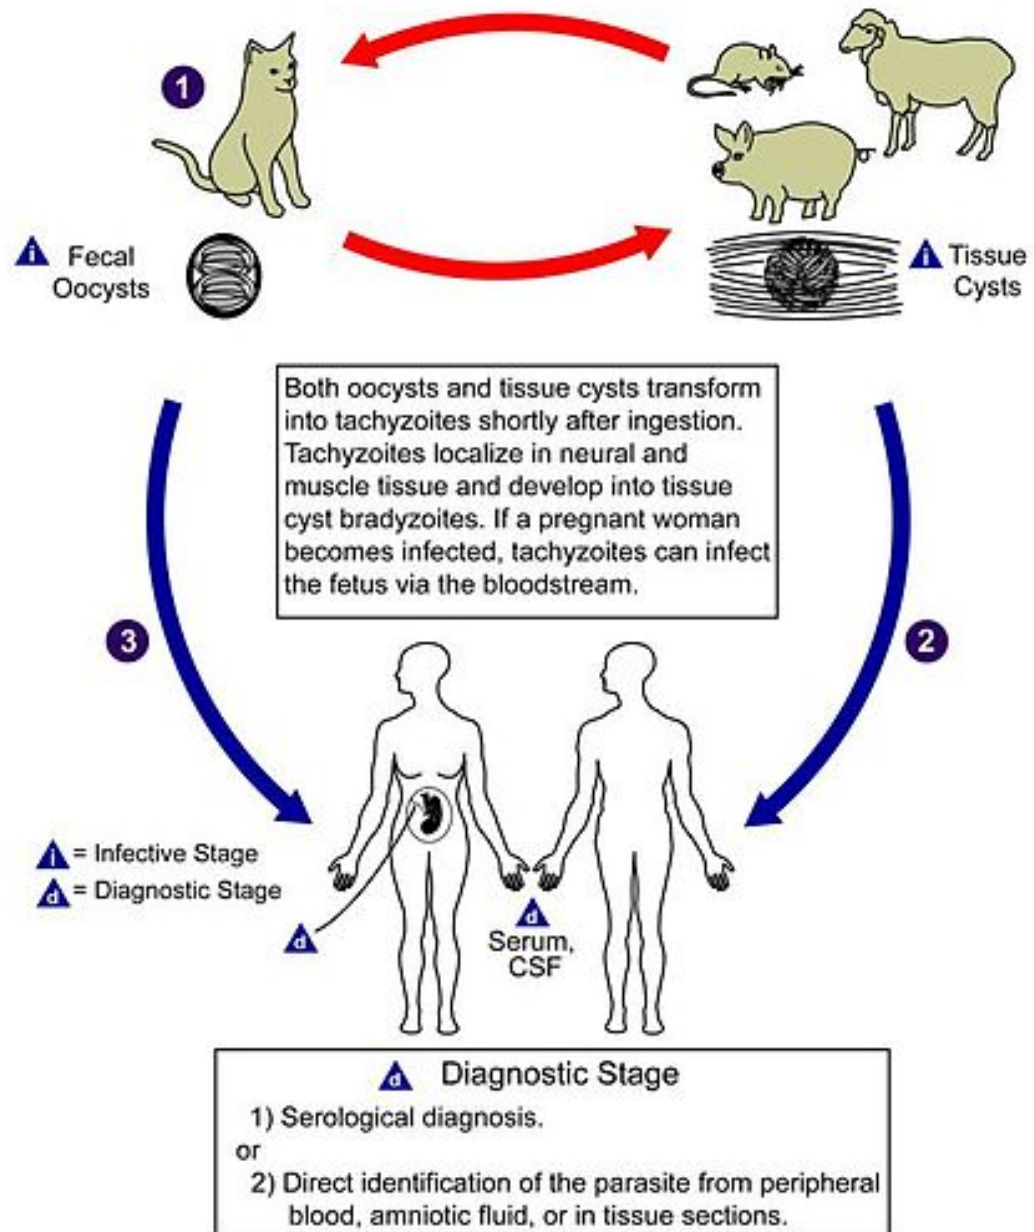 1
i Fecal
Oocysts
i Tissue
Cysts
Both oocysts and tissue cysts transform
into tachyzoites shortly after ingestion.
Tachyzoites localize in neural and
muscle tissue and develop into tissue
cyst bradyzoites. If a pregnant woman
becomes infected, tachyzoites can infect
the fetus via the bloodstream.
3
2
i = Infective Stage
d = Diagnostic Stage
d
d
Serum,
CSF
d Diagnostic Stage
1) Serological diagnosis.
or
2) Direct identification of the parasite from peripheral
blood, amniotic fluid, or in tissue sections.